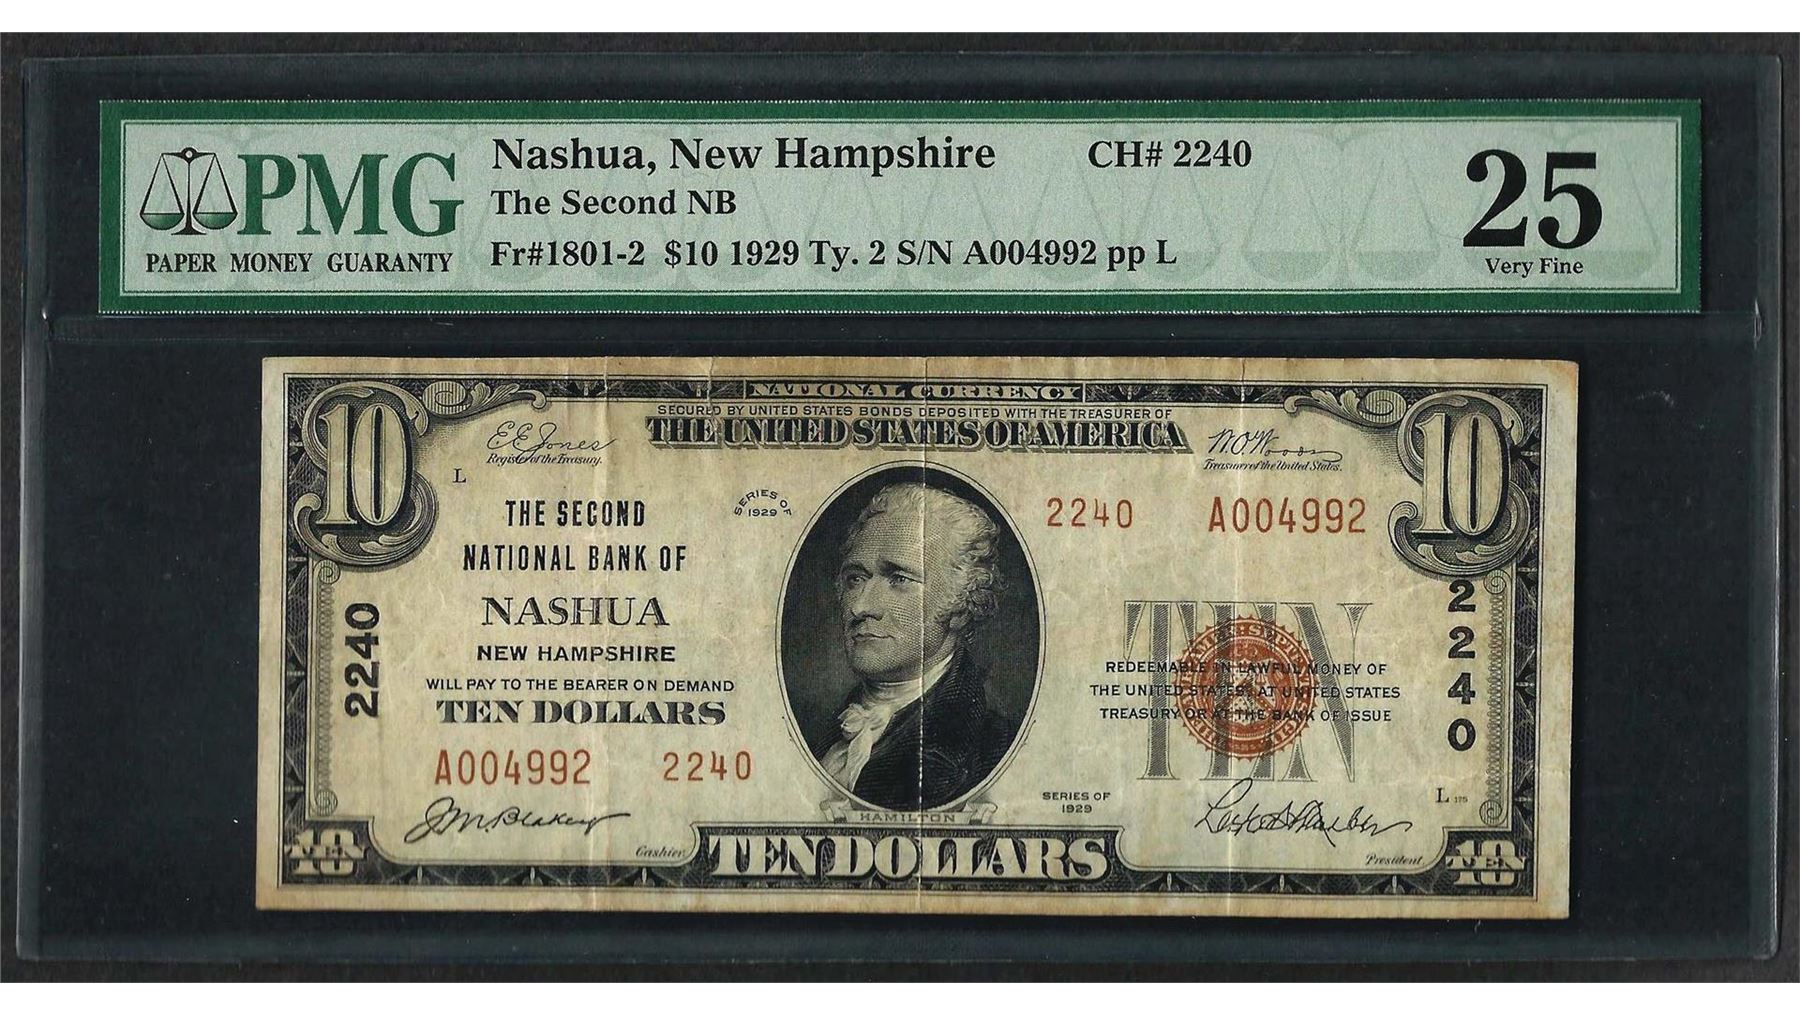 PMG
PAPER MONEY GUARANTY
Nashua, New Hampshire CH# 2240
The Second NB
Fr#1801-2 $10 1929 Ty. 2 S/N A004992 pp L
25
Very Fine
NATIONAL CURRENCY
SECURED BY UNITED STATES BONDS DEPOSITED WITH THE TREASURER OF
THE UNITED STATES OF AMERICA
10
10
E.E. Jones
Register of the Treasury.
W.O. Woods
Treasurer of the United States.
L
THE SECOND
NATIONAL BANK OF
NASHUA
NEW HAMPSHIRE
WILL PAY TO THE BEARER ON DEMAND
TEN DOLLARS
SERIES OF
1929
2240 A004992
2240
2240
TEN
REDEEMABLE IN LAWFUL MONEY OF
THE UNITED STATES AT UNITED STATES
TREASURY OR AT THE BANK OF ISSUE
A004992 2240
SERIES OF
1929
L 175
HAMILTON
Cashier.
President.
10
TEN
TEN DOLLARS
10
TEN